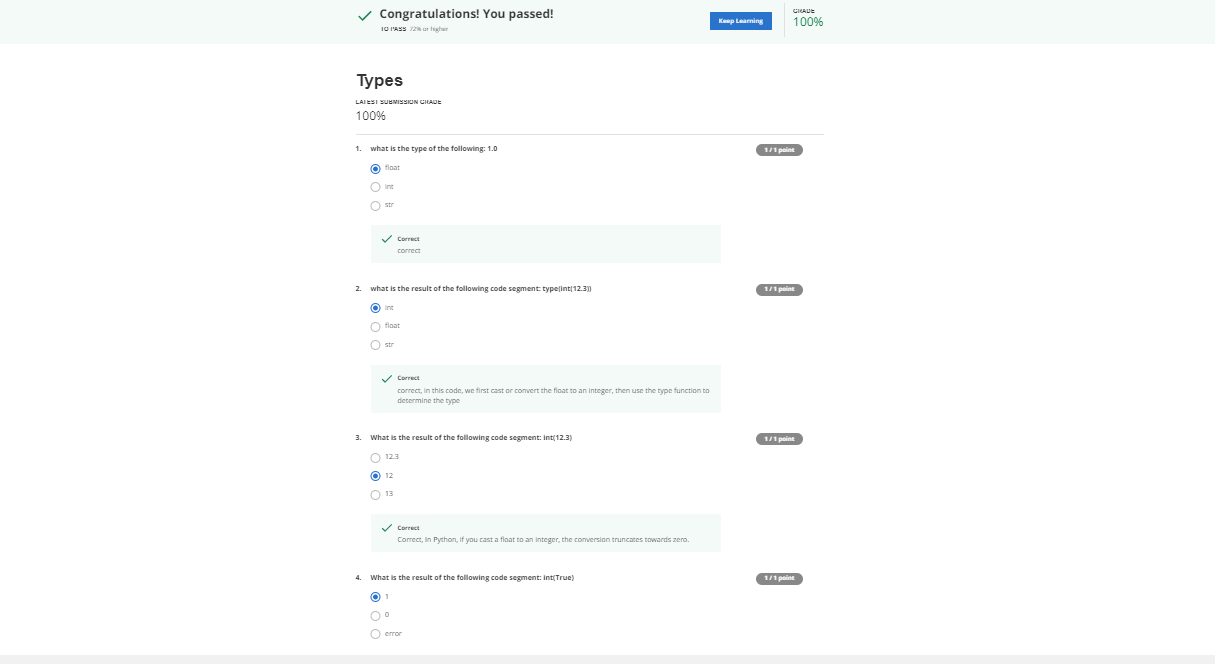 Congratulations! You passed!
TO PASS 72% or higher
Keep Learning
GRADE
100%
Types
LATEST SUBMISSION GRADE
100%
1. what is the type of the following: 1.0
1 / 1 point
float
int
str
Correct
correct
2. what is the result of the following code segment: type(int(12.3))
1 / 1 point
int
float
str
Correct
correct, in this code, we first cast or convert the float to an integer, then use the type function to
determine the type
3. What is the result of the following code segment: int(12.3)
1 / 1 point
12.3
12
13
Correct
Correct, In Python, if you cast a float to an integer, the conversion truncates towards zero.
4. What is the result of the following code segment: int(True)
1 / 1 point
1
0
error